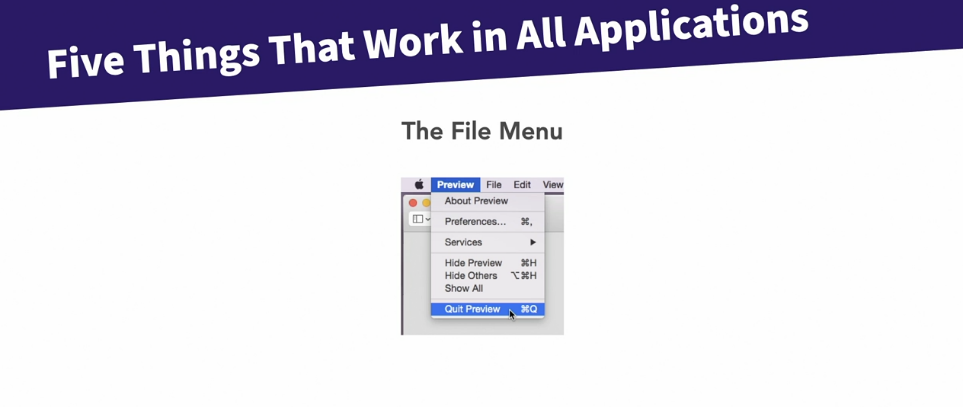 Five Things That Work in All Applications
The File Menu
Preview File Edit View
About Preview
Preferences... ⌘,
Services ▶
Hide Preview ⌘H
Hide Others ⌥⌘H
Show All
Quit Preview ⌘Q